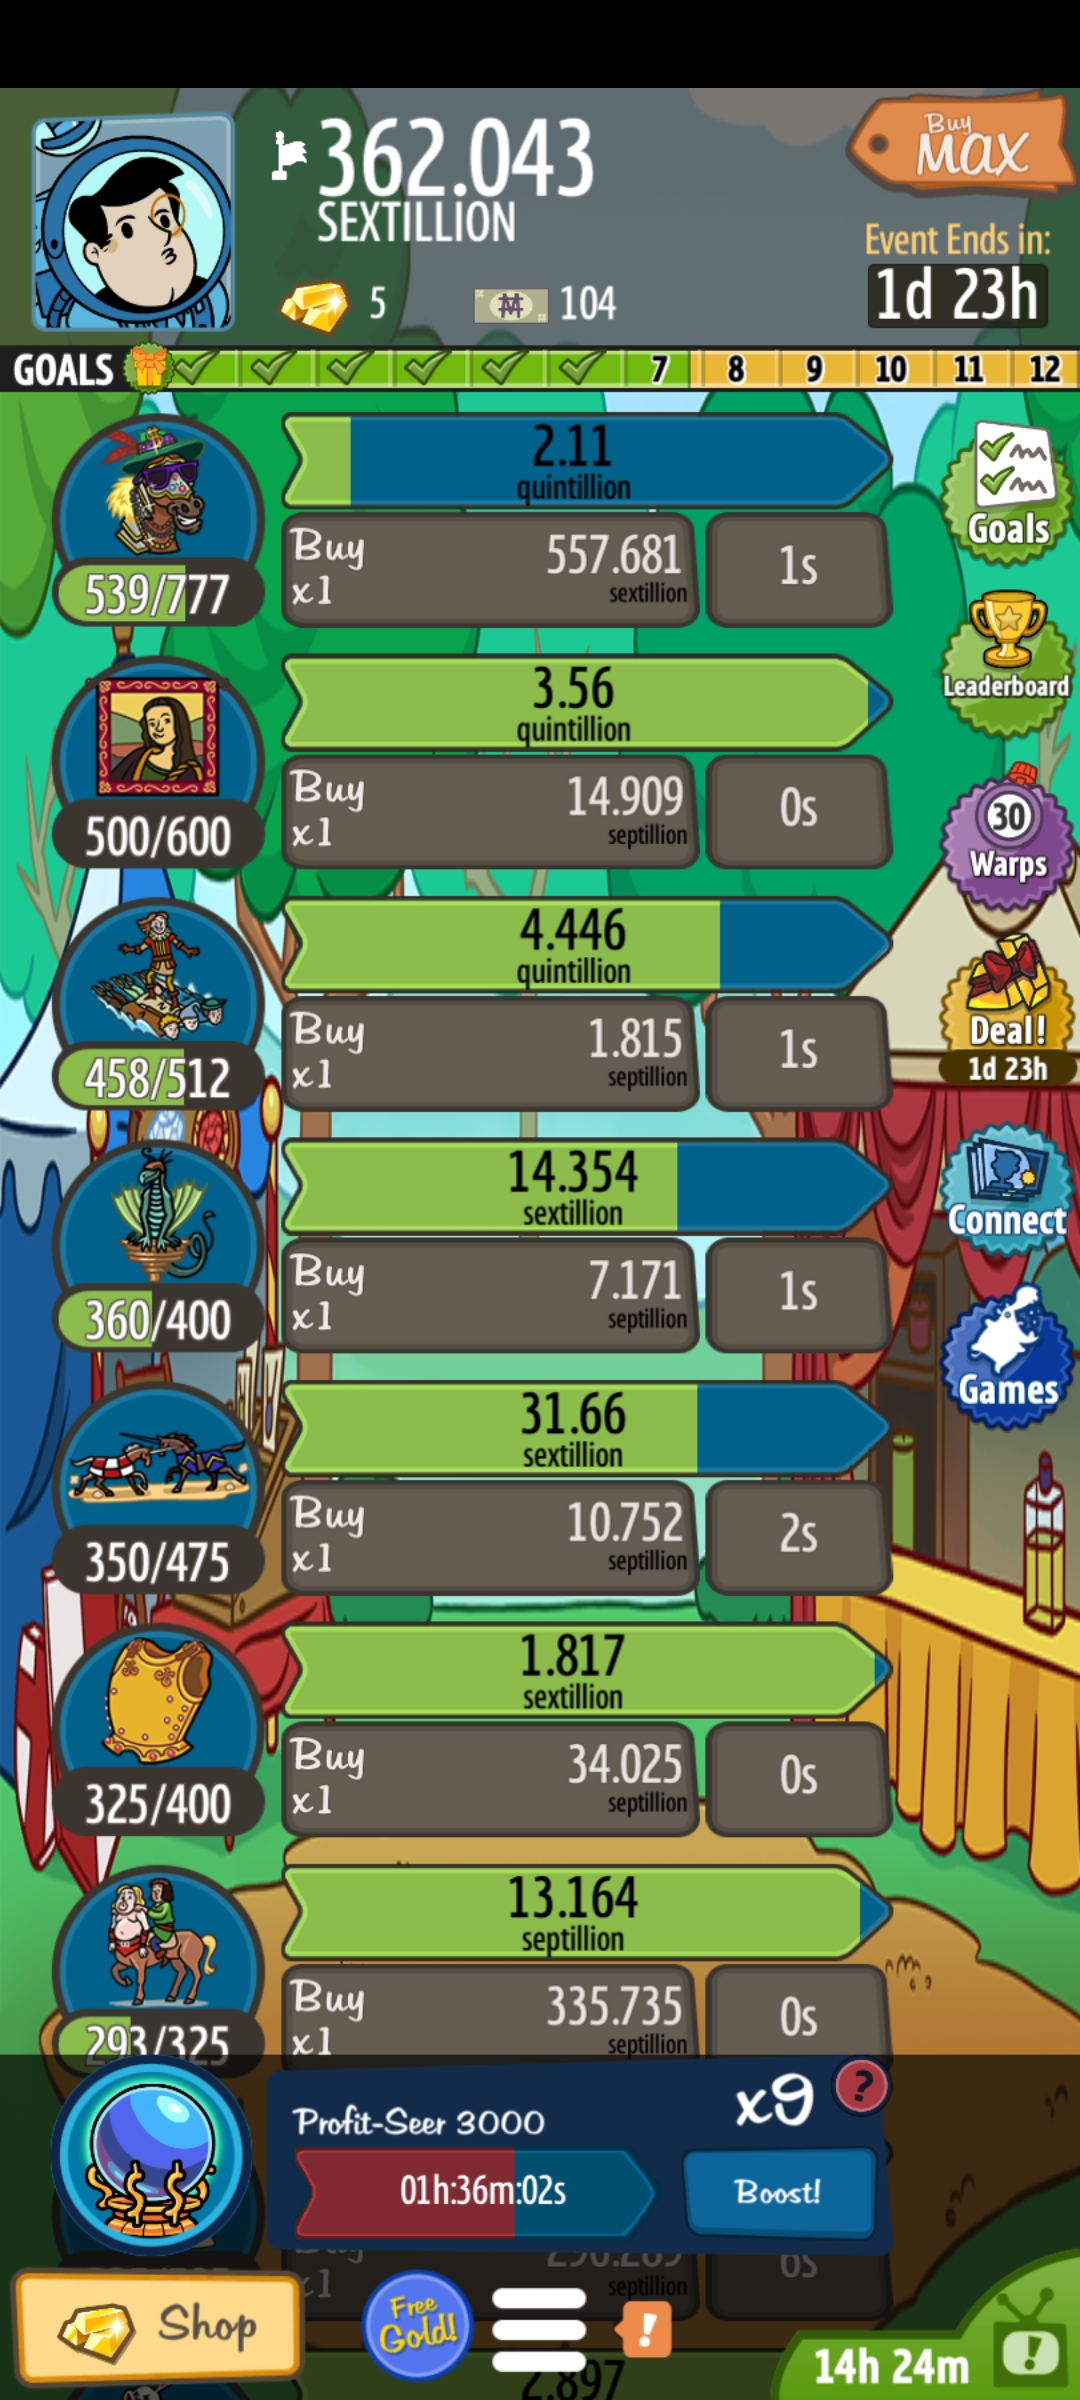 362.043
SEXTILLION
Buy
MAX
Event Ends in:
1d 23h
5
104
GOALS 7 8 9 10 11 12
2.11
quintillion
539/777
Buy
x1
557.681
sextillion
1s
Goals
3.56
quintillion
500/600
Buy
x1
14.909
septillion
0s
Leaderboard
30
Warps
4.446
quintillion
458/512
Buy
x1
1.815
septillion
1s
Deal!
1d 23h
14.354
sextillion
360/400
Buy
x1
7.171
septillion
1s
Connect
31.66
sextillion
350/475
Buy
x1
10.752
septillion
2s
Games
1.817
sextillion
325/400
Buy
x1
34.025
septillion
0s
13.164
septillion
293/325
Buy
x1
335.735
septillion
0s
Profit-Seer 3000
x9
?
01h:36m:02s
Boost!
x1
septillion
6s
Shop
Free
Gold!
!
2.897
14h 24m
!